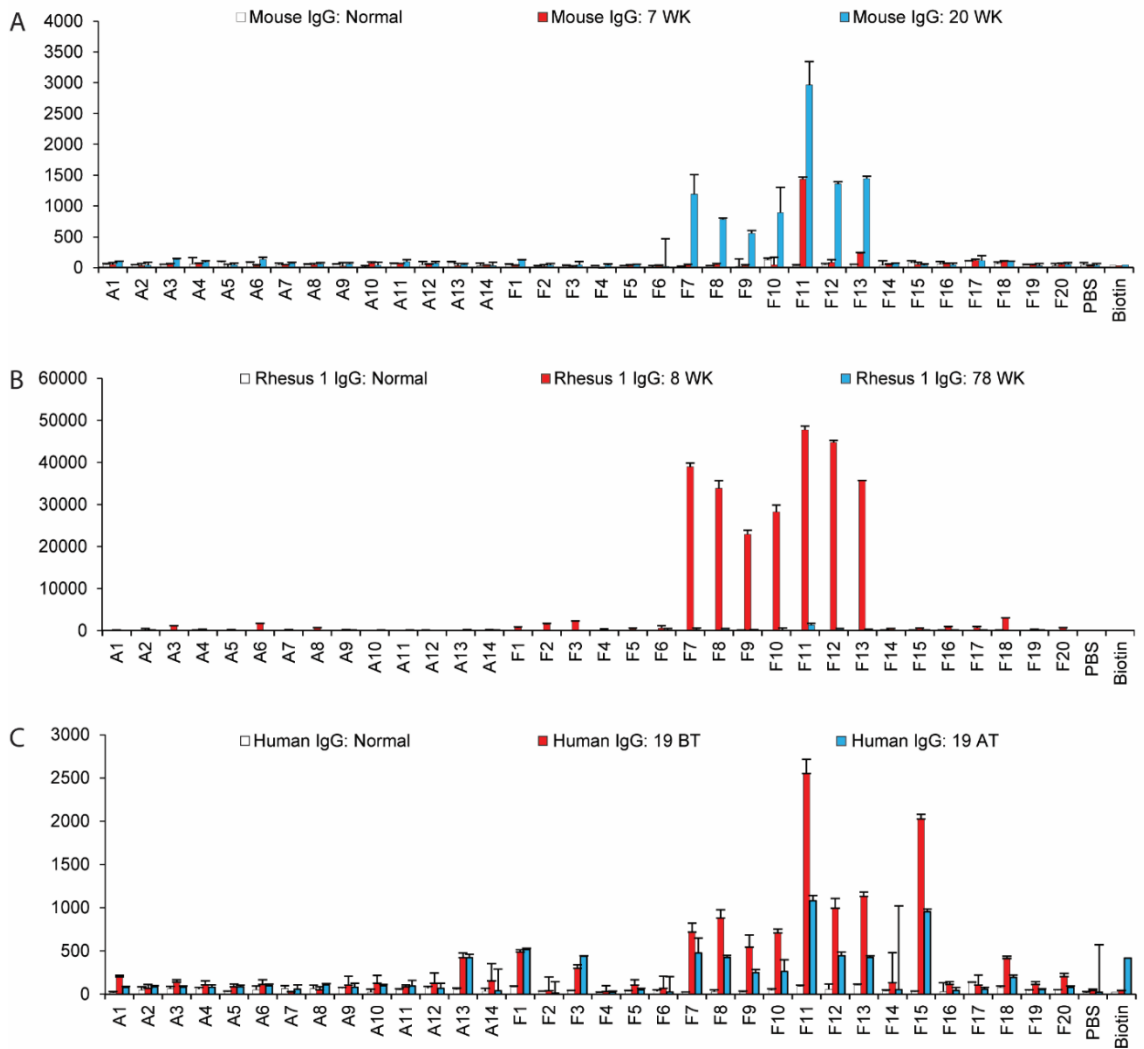 A
Mouse IgG: Normal Mouse IgG: 7 WK Mouse IgG: 20 WK
4000
3500
3000
2500
2000
1500
1000
500
0
A1 A2 A3 A4 A5 A6 A7 A8 A9 A10 A11 A12 A13 A14 F1 F2 F3 F4 F5 F6 F7 F8 F9 F10 F11 F12 F13 F14 F15 F16 F17 F18 F19 F20 PBS Biotin
B
Rhesus 1 IgG: Normal Rhesus 1 IgG: 8 WK Rhesus 1 IgG: 78 WK
60000
50000
40000
30000
20000
10000
0
A1 A2 A3 A4 A5 A6 A7 A8 A9 A10 A11 A12 A13 A14 F1 F2 F3 F4 F5 F6 F7 F8 F9 F10 F11 F12 F13 F14 F15 F16 F17 F18 F19 F20 PBS Biotin
C
Human IgG: Normal Human IgG: 19 BT Human IgG: 19 AT
3000
2500
2000
1500
1000
500
0
A1 A2 A3 A4 A5 A6 A7 A8 A9 A10 A11 A12 A13 A14 F1 F2 F3 F4 F5 F6 F7 F8 F9 F10 F11 F12 F13 F14 F15 F16 F17 F18 F19 F20 PBS Biotin